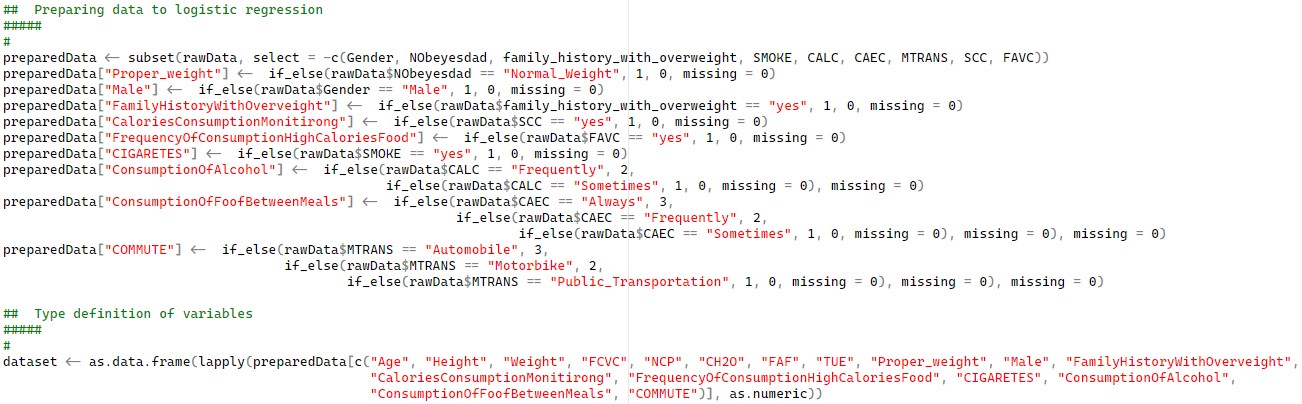 ##  Preparing data to logistic regression
#####
#
preparedData <- subset(rawData, select = -c(Gender, NObeyesdad, family_history_with_overweight, SMOKE, CALC, CAEC, MTRANS, SCC, FAVC))
preparedData["Proper_weight"] <-  if_else(rawData$NObeyesdad == "Normal_Weight", 1, 0, missing = 0)
preparedData["Male"] <-  if_else(rawData$Gender == "Male", 1, 0, missing = 0)
preparedData["FamilyHistoryWithOverveight"] <-  if_else(rawData$family_history_with_overweight == "yes", 1, 0, missing = 0)
preparedData["CaloriesConsumptionMonitirong"] <-  if_else(rawData$SCC == "yes", 1, 0, missing = 0)
preparedData["FrequencyOfConsumptionHighCaloriesFood"] <-  if_else(rawData$FAVC == "yes", 1, 0, missing = 0)
preparedData["CIGARETES"] <-  if_else(rawData$SMOKE == "yes", 1, 0, missing = 0)
preparedData["ConsumptionOfAlcohol"] <-  if_else(rawData$CALC == "Frequently", 2,
if_else(rawData$CALC == "Sometimes", 1, 0, missing = 0), missing = 0)
preparedData["ConsumptionOfFoofBetweenMeals"] <-  if_else(rawData$CAEC == "Always", 3,
if_else(rawData$CAEC == "Frequently", 2,
if_else(rawData$CAEC == "Sometimes", 1, 0, missing = 0), missing = 0), missing = 0)
preparedData["COMMUTE"] <-  if_else(rawData$MTRANS == "Automobile", 3,
if_else(rawData$MTRANS == "Motorbike", 2,
if_else(rawData$MTRANS == "Public_Transportation", 1, 0, missing = 0), missing = 0), missing = 0)
##  Type definition of variables
#####
#
dataset <- as.data.frame(lapply(preparedData[c("Age", "Height", "Weight", "FCVC", "NCP", "CH2O", "FAF", "TUE", "Proper_weight", "Male", "FamilyHistoryWithOverveight",
"CaloriesConsumptionMonitirong", "FrequencyOfConsumptionHighCaloriesFood", "CIGARETES", "ConsumptionOfAlcohol",
"ConsumptionOfFoofBetweenMeals", "COMMUTE")], as.numeric))